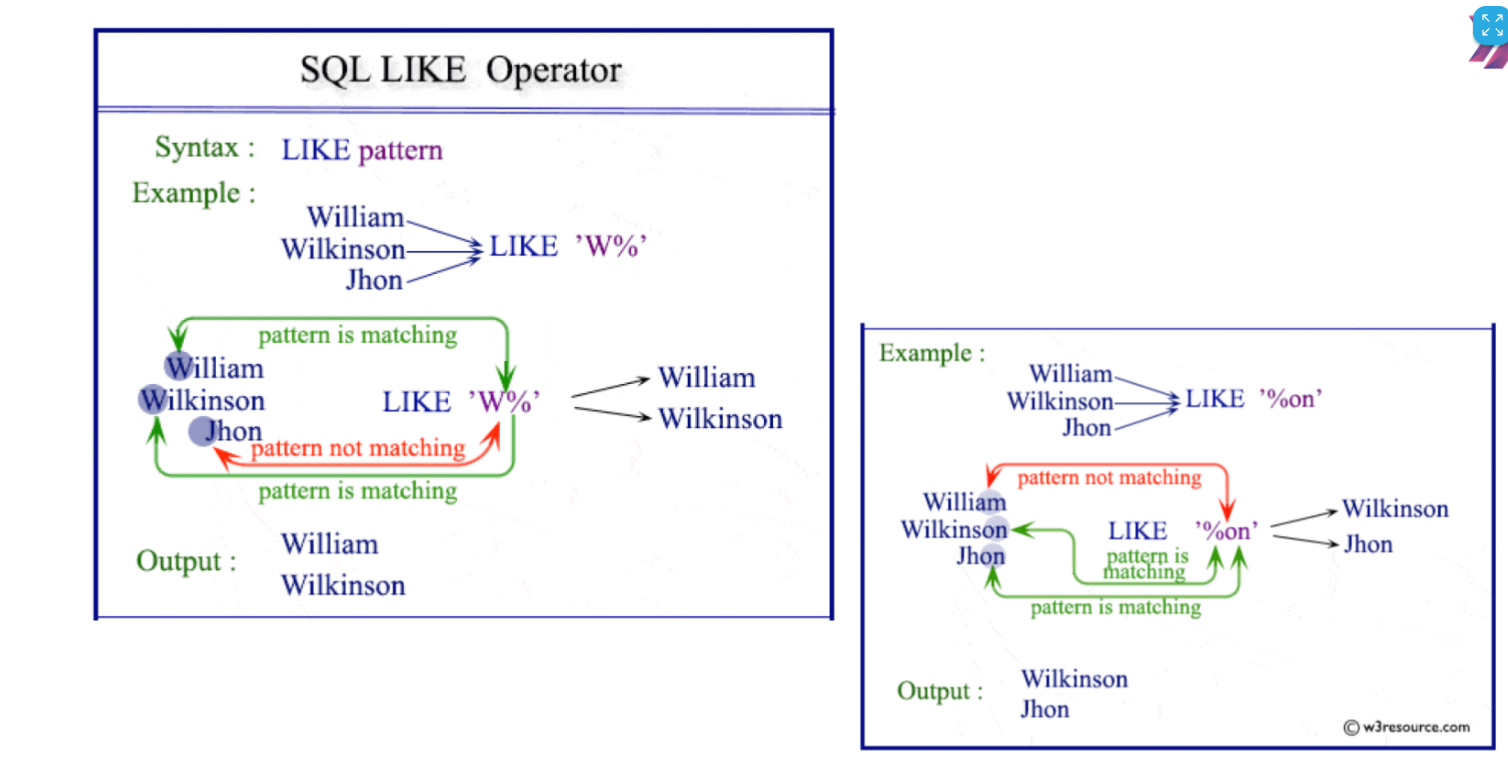 SQL LIKE Operator
Syntax : LIKE pattern
Example :
William
Wilkinson
Jhon
LIKE ’W%’
pattern is matching
William
Wilkinson
Jhon
LIKE ’W%’
William
Wilkinson
pattern not matching
pattern is matching
Output :
William
Wilkinson
Example :
William
Wilkinson
Jhon
LIKE ’%on’
pattern not matching
William
Wilkinson
Jhon
LIKE ’%on’
Wilkinson
Jhon
pattern is
matching
pattern is matching
Output :
Wilkinson
Jhon
© w3resource.com